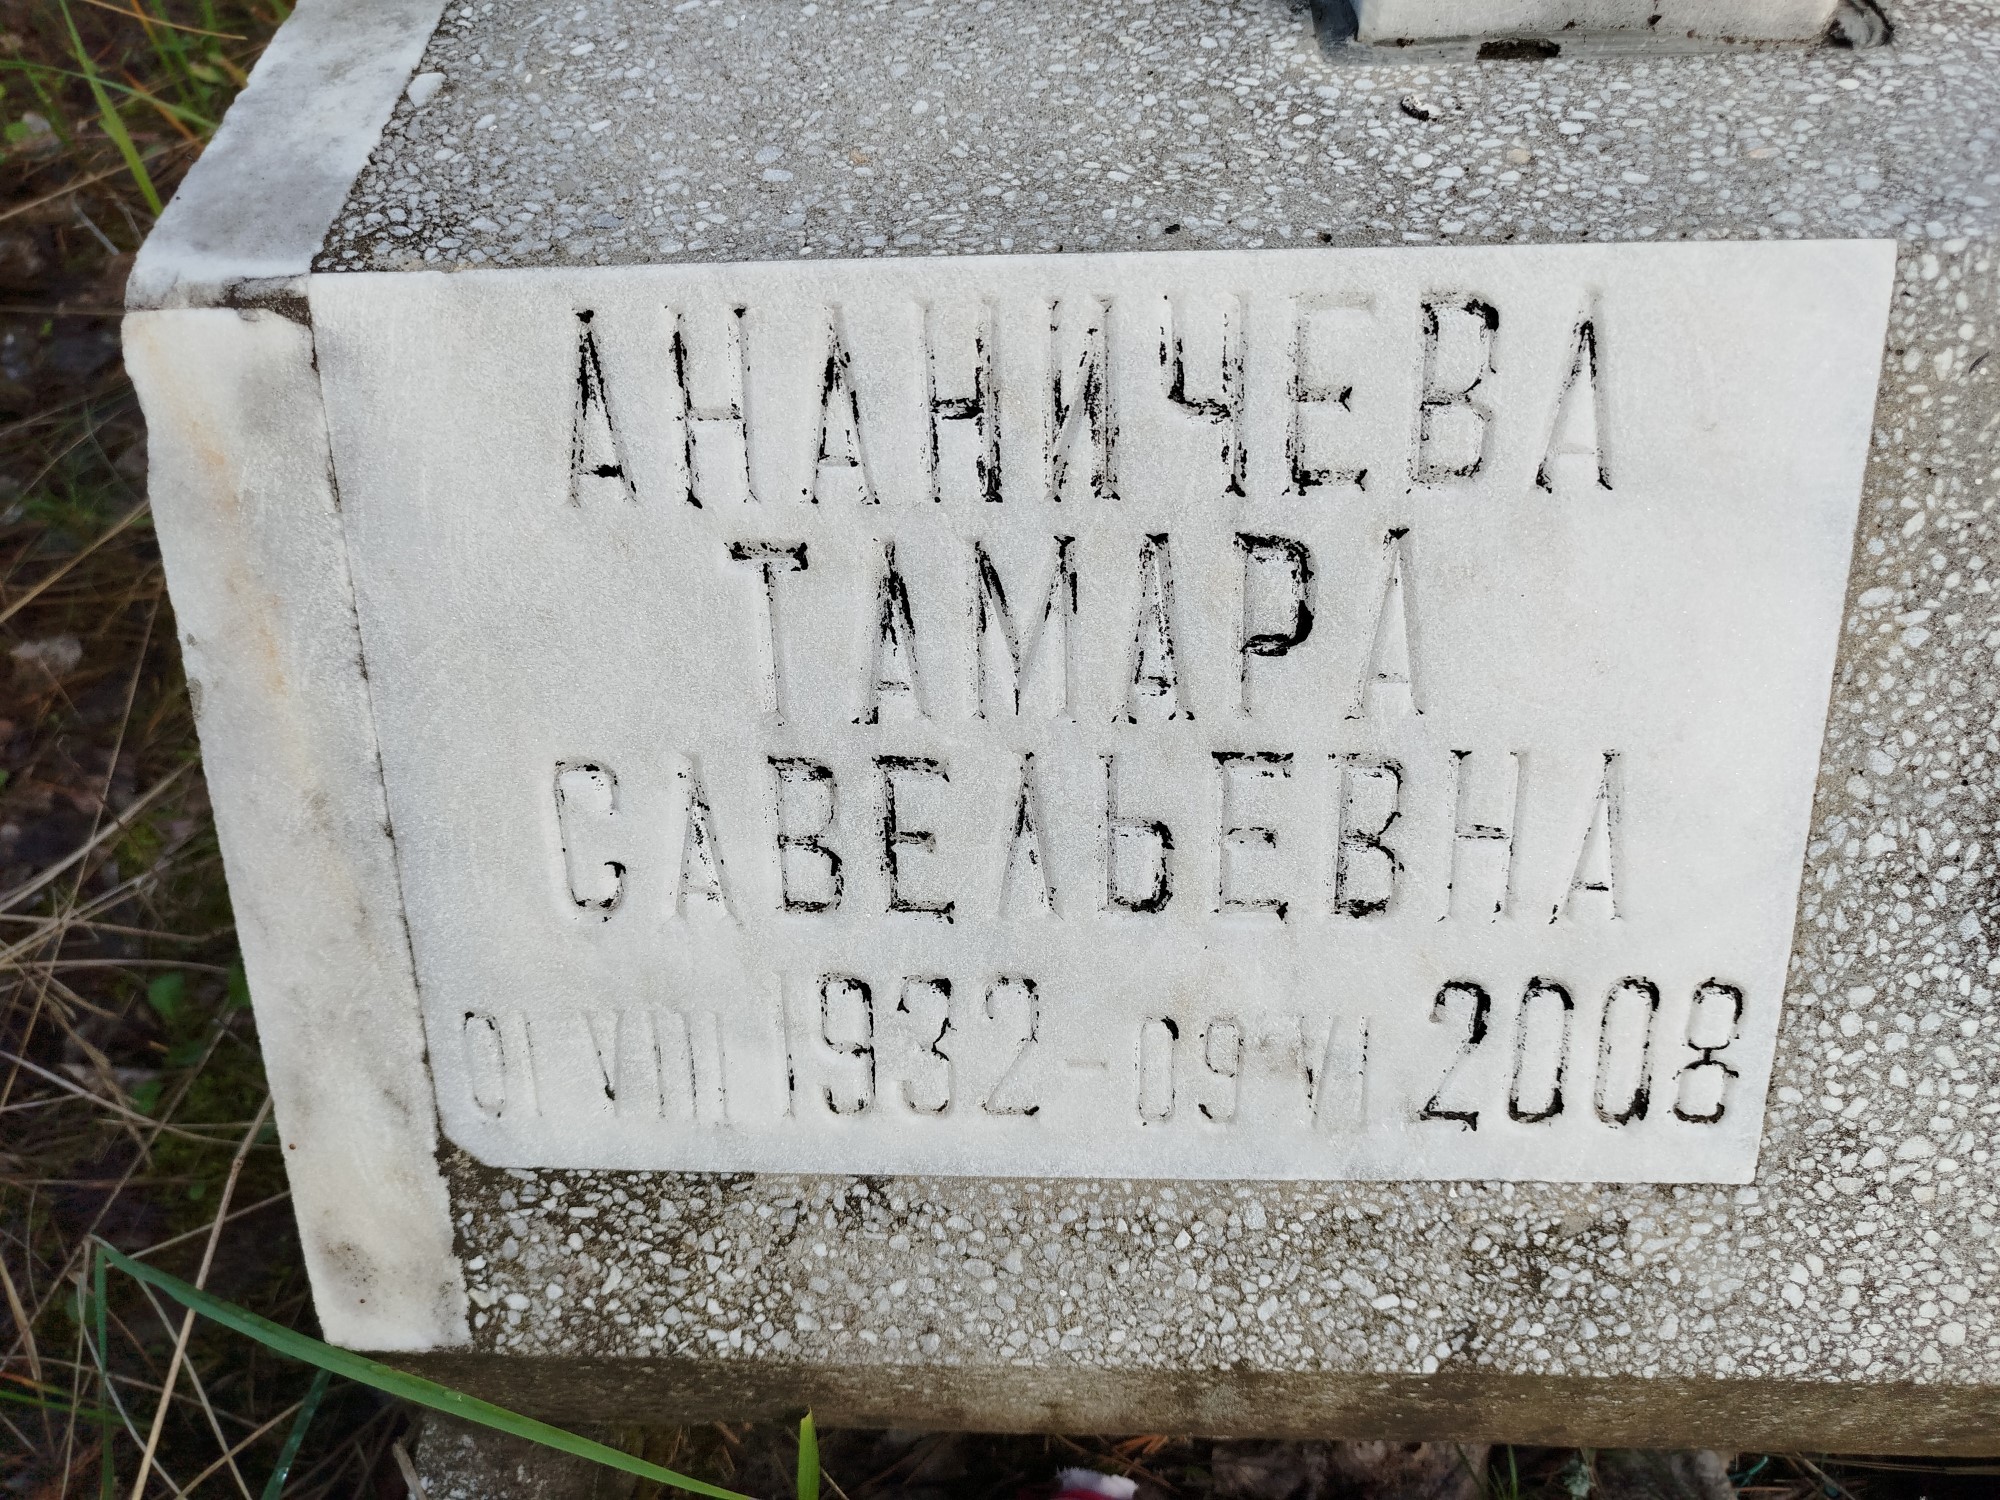 АНАНИЧЕВА
ТАМАРА
САВЕЛЬЕВНА
01 VIII 1932 - 09 VI 2008